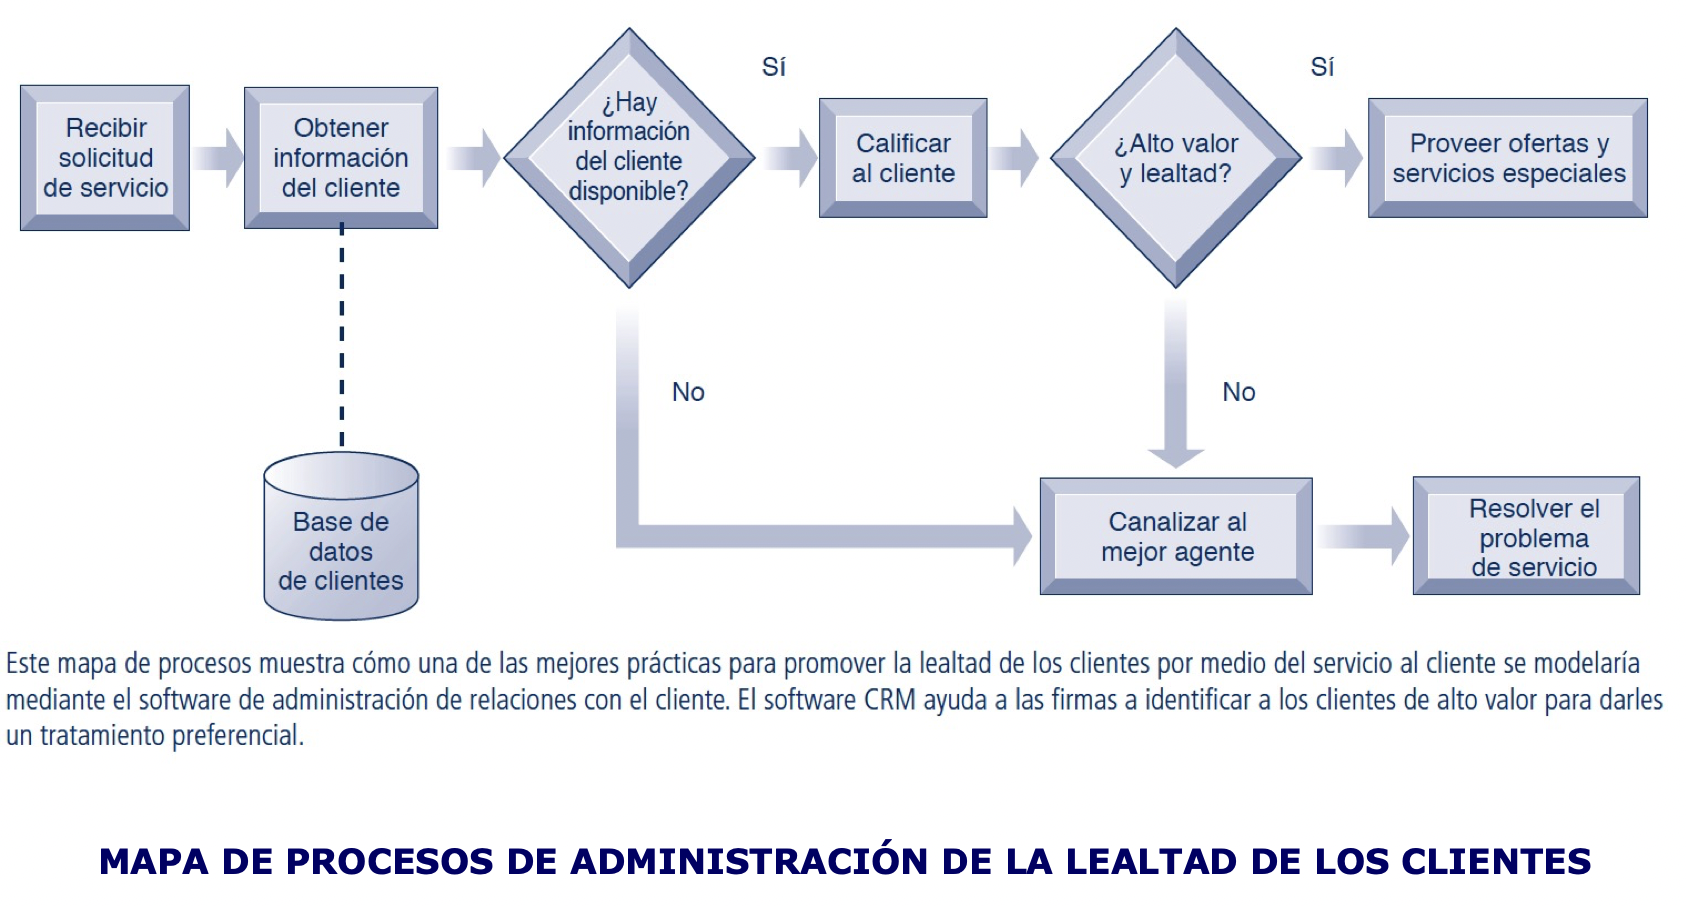 Recibir
solicitud
de servicio
Obtener
información
del cliente
¿Hay
información
del cliente
disponible?
Sí
Calificar
al cliente
¿Alto valor
y lealtad?
Sí
Proveer ofertas y
servicios especiales
No
No
Base de
datos
de clientes
Canalizar al
mejor agente
Resolver el
problema
de servicio
Este mapa de procesos muestra cómo una de las mejores prácticas para promover la lealtad de los clientes por medio del servicio al cliente se modelaría
mediante el software de administración de relaciones con el cliente. El software CRM ayuda a las firmas a identificar a los clientes de alto valor para darles
un tratamiento preferencial.
MAPA DE PROCESOS DE ADMINISTRACIÓN DE LA LEALTAD DE LOS CLIENTES